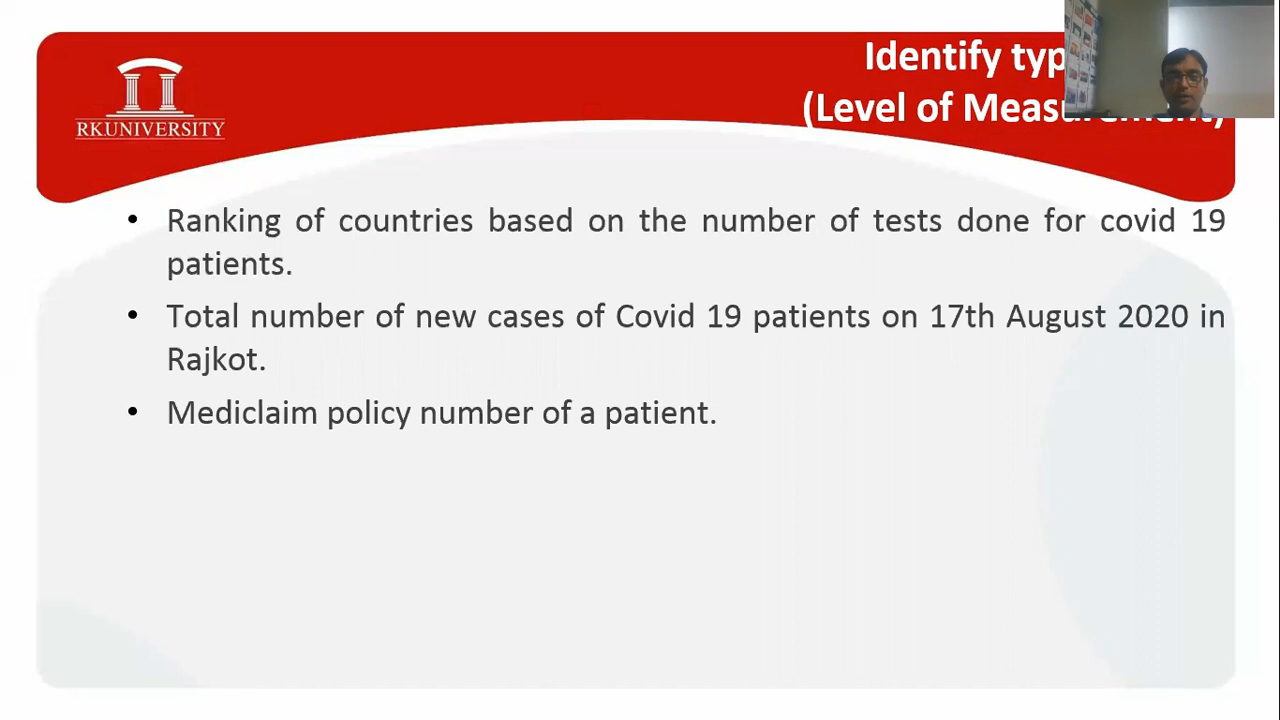 Identify typ
(Level of Measurement)
RKUNIVERSITY
• Ranking of countries based on the number of tests done for covid 19
patients.
• Total number of new cases of Covid 19 patients on 17th August 2020 in
Rajkot.
• Mediclaim policy number of a patient.